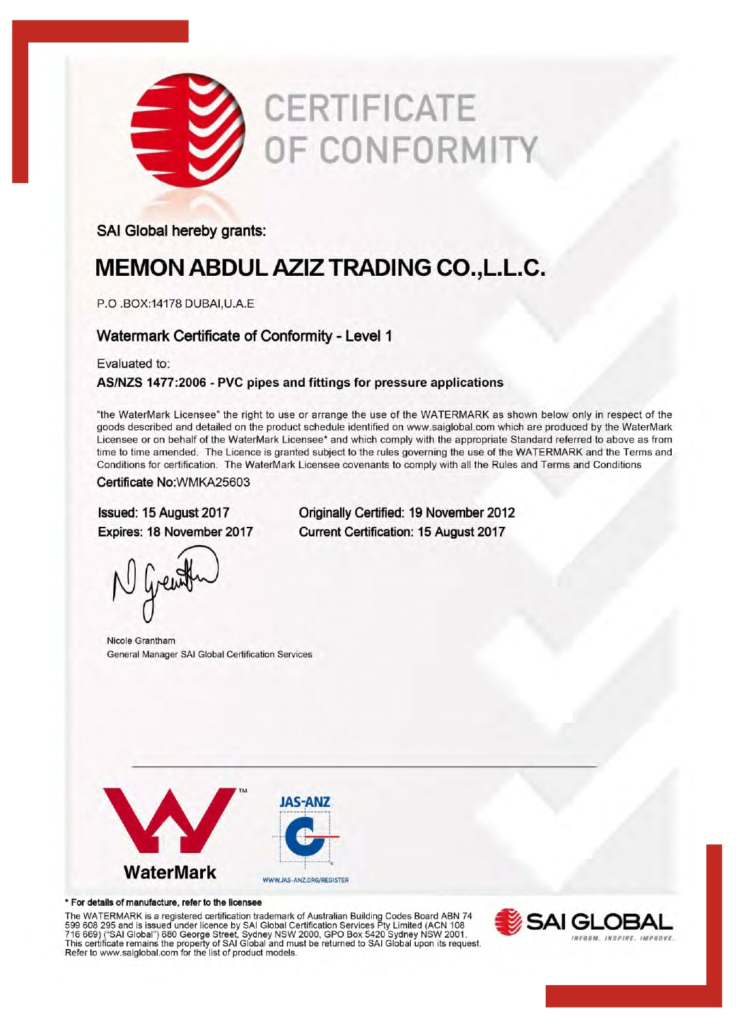 CERTIFICATE
OF CONFORMITY
SAI Global hereby grants:
MEMON ABDUL AZIZ TRADING CO.,L.L.C.
P.O .BOX:14178 DUBAI,U.A.E
Watermark Certificate of Conformity - Level 1
Evaluated to:
AS/NZS 1477:2006 - PVC pipes and fittings for pressure applications
"the WaterMark Licensee" the right to use or arrange the use of the WATERMARK as shown below only in respect of the
goods described and detailed on the product schedule identified on www.saiglobal.com which are produced by the WaterMark
Licensee or on behalf of the WaterMark Licensee* and which comply with the appropriate Standard referred to above as from
time to time amended. The Licence is granted subject to the rules governing the use of the WATERMARK and the Terms and
Conditions for certification. The WaterMark Licensee covenants to comply with all the Rules and Terms and Conditions
Certificate No:WMKA25603
Issued: 15 August 2017 Originally Certified: 19 November 2012
Expires: 18 November 2017 Current Certification: 15 August 2017
N Grantham
Nicole Grantham
General Manager SAI Global Certification Services
TM
WaterMark
JAS-ANZ
WWW.JAS-ANZ.ORG/REGISTER
* For details of manufacture, refer to the licensee
The WATERMARK is a registered certification trademark of Australian Building Codes Board ABN 74
599 608 295 and is issued under licence by SAI Global Certification Services Pty Limited (ACN 108
716 669) ("SAI Global") 680 George Street, Sydney NSW 2000, GPO Box 5420 Sydney NSW 2001.
This certificate remains the property of SAI Global and must be returned to SAI Global upon its request.
Refer to www.saiglobal.com for the list of product models.
SAI GLOBAL
INFORM. INSPIRE. IMPROVE.